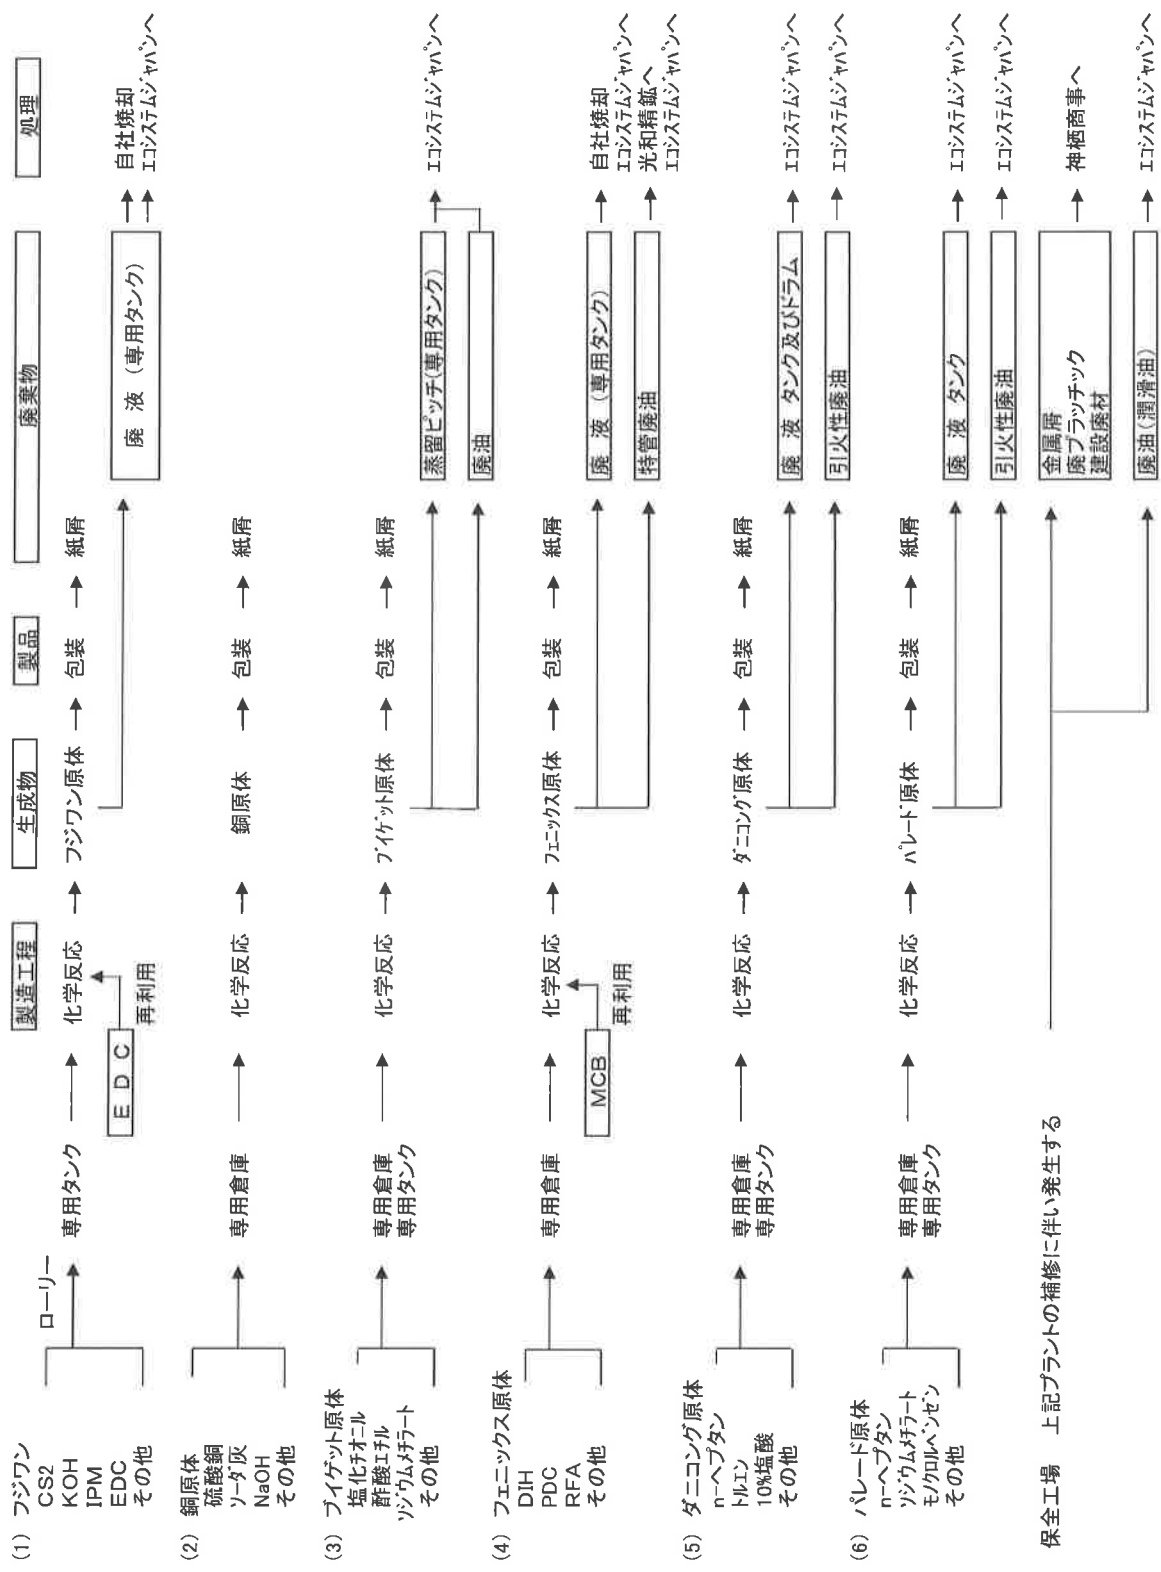 製造工程
生成物
製品
廃棄物
処理
(1) フジワン
CS2
KOH
IPM
EDC
その他
ローリー
専用タンク
化学反応
フジワン原体
包装
紙屑
EDC
再利用
廃 液 (専用タンク)
自社焼却
エコシステムジャパンへ
(2) 銅原体
硫酸銅
ソーダ灰
NaOH
その他
専用倉庫
化学反応
銅原体
包装
紙屑
(3) ブイゲット原体
塩化チオニル
酢酸エチル
ソジウムメチラート
その他
専用倉庫
専用タンク
化学反応
ブイゲット原体
包装
紙屑
蒸留ピッチ(専用タンク)
廃油
エコシステムジャパンへ
(4) フェニックス原体
DIH
PDC
RFA
その他
専用倉庫
化学反応
フェニックス原体
包装
紙屑
MCB
再利用
廃 液 (専用タンク)
特管廃油
自社焼却
エコシステムジャパンへ
光和精鉱へ
エコシステムジャパンへ
(5) ダニコング原体
n-ヘプタン
トルエン
10%塩酸
その他
専用倉庫
専用タンク
化学反応
ダニコング原体
包装
紙屑
廃 液 タンク及びドラム
引火性廃油
エコシステムジャパンへ
エコシステムジャパンへ
(6) パレード原体
n-ヘプタン
ソジウムメチラート
モノクロルベンゼン
その他
専用倉庫
専用タンク
化学反応
パレード原体
包装
紙屑
廃 液 タンク
引火性廃油
エコシステムジャパンへ
エコシステムジャパンへ
保全工場 上記プラントの補修に伴い発生する
金属屑
廃プラッチック
建設廃材
神栖商事へ
廃油(潤滑油)
エコシステムジャパンへ